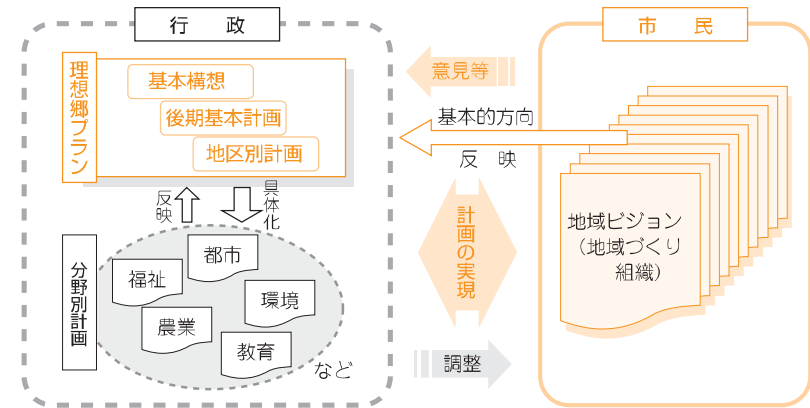 行 政
理想郷プラン
基本構想
後期基本計画
地区別計画
反映
具体化
分野別計画
都市
福祉
環境
農業
教育
など
意見等
基本的方向
反 映
計画の実現
調整
市 民
地域ビジョン
(地域づくり
組織)